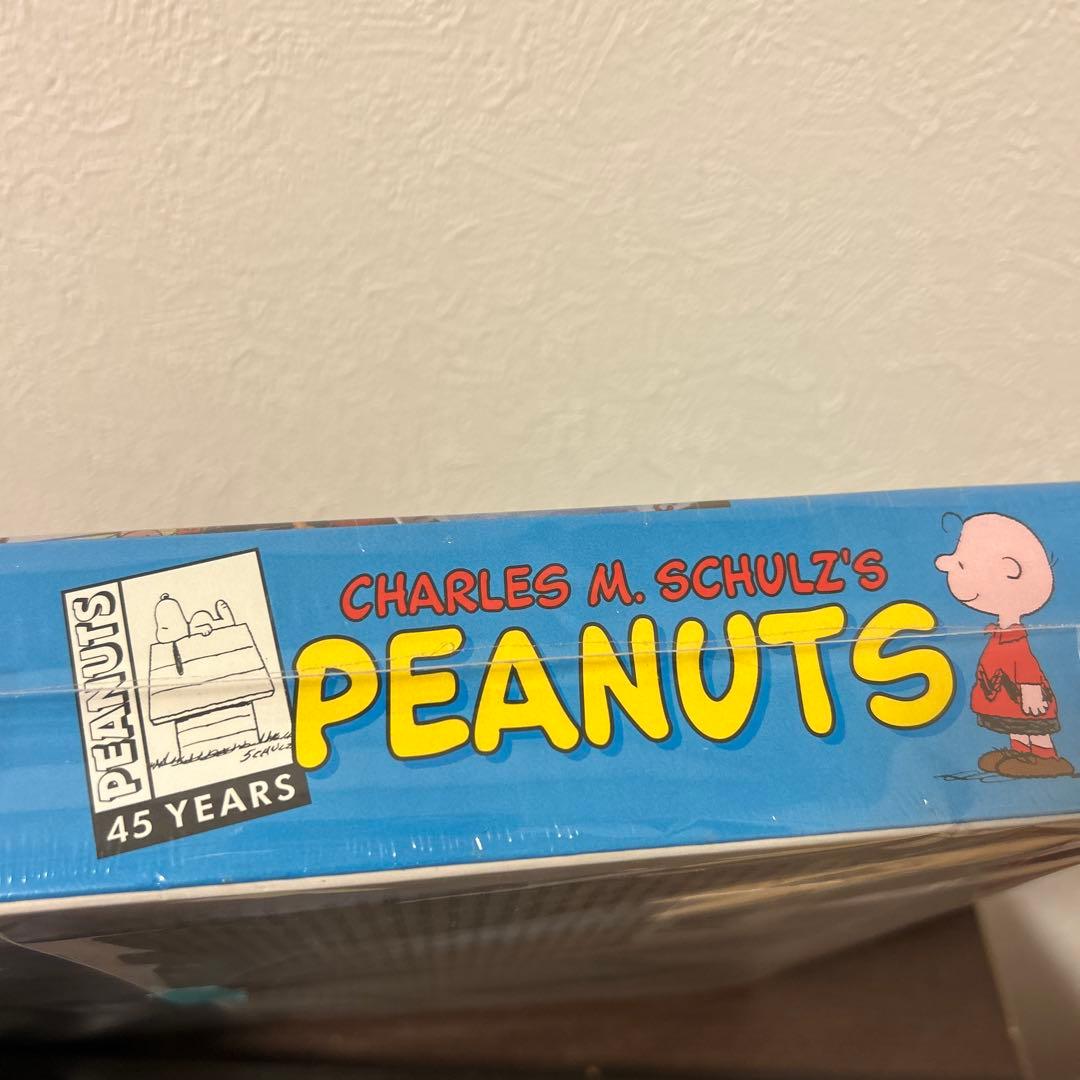 PEANUTS
SCHULZ
45 YEARS
CHARLES M. SCHULZ'S
PEANUTS